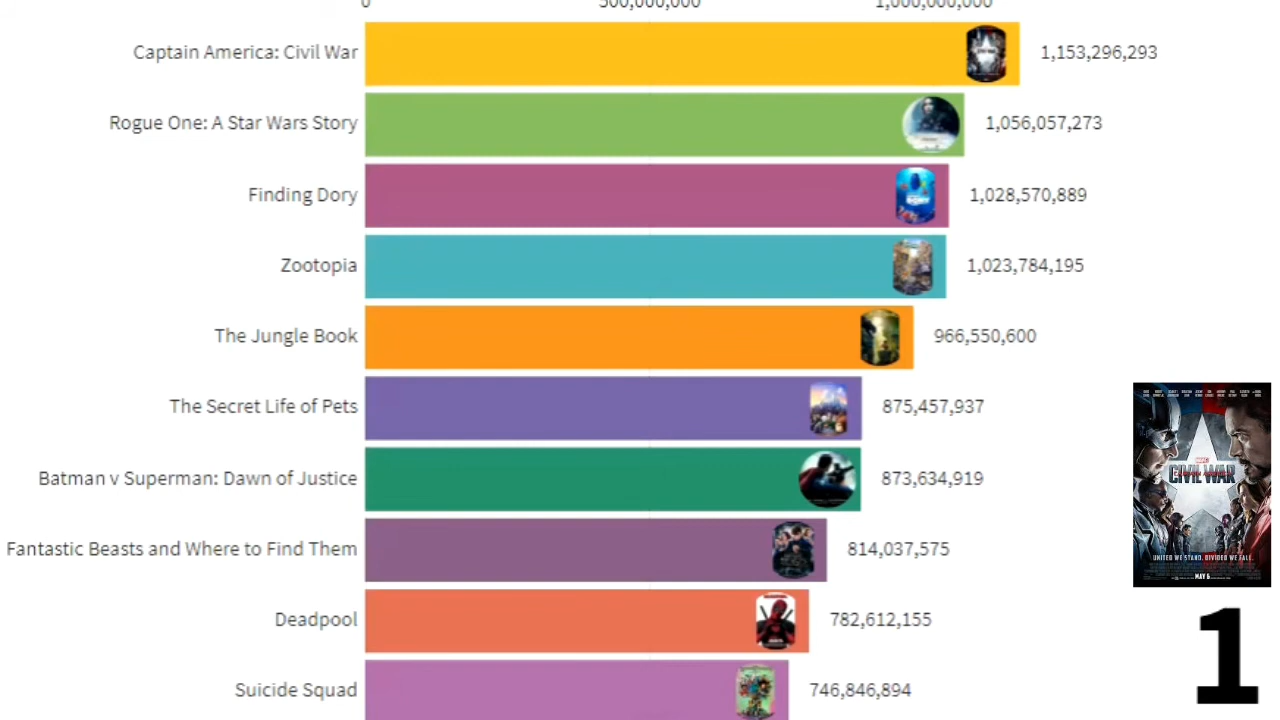 0 500,000,000 1,000,000,000
Captain America: Civil War 1,153,296,293
Rogue One: A Star Wars Story 1,056,057,273
Finding Dory 1,028,570,889
Zootopia 1,023,784,195
The Jungle Book 966,550,600
The Secret Life of Pets 875,457,937
Batman v Superman: Dawn of Justice 873,634,919
Fantastic Beasts and Where to Find Them 814,037,575
Deadpool 782,612,155
Suicide Squad 746,846,894
MARVEL
CIVIL WAR
UNITED WE STAND. DIVIDED WE FALL.
MAY 6
1